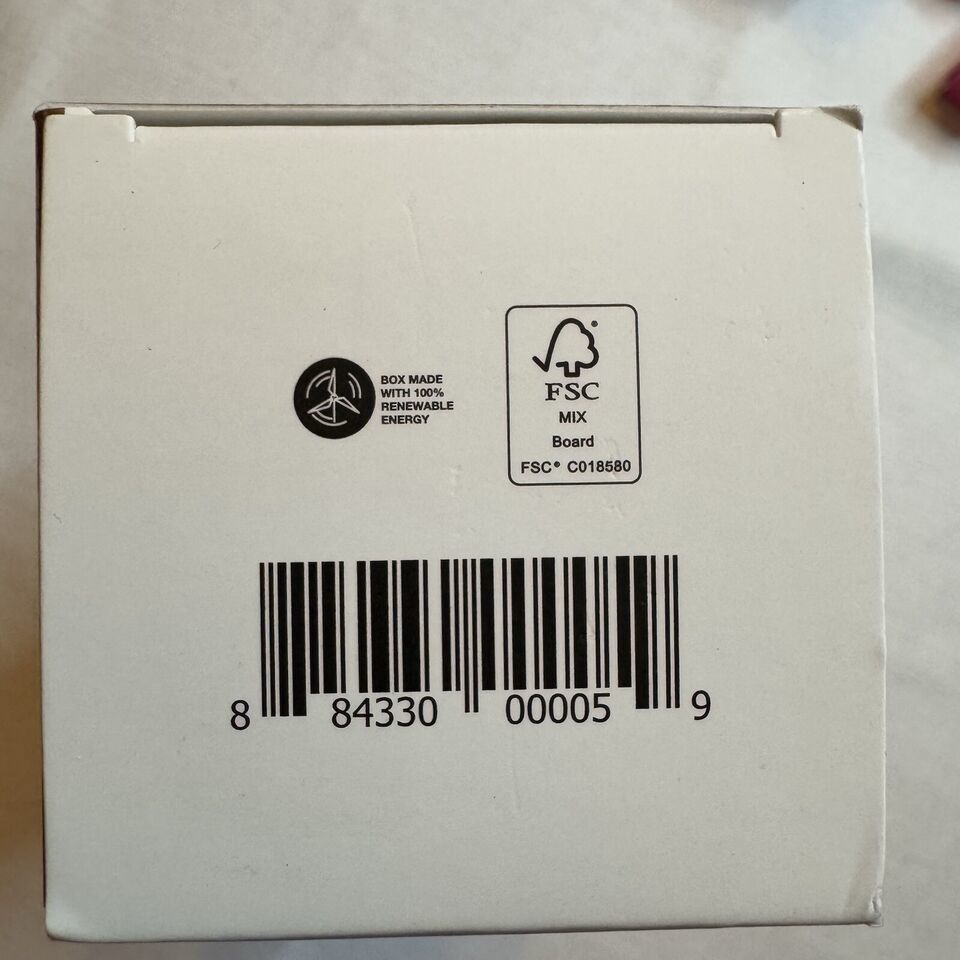 BOX MADE
WITH 100%
RENEWABLE
ENERGY
FSC
MIX
Board
FSC® C018580
8 84330 00005 9